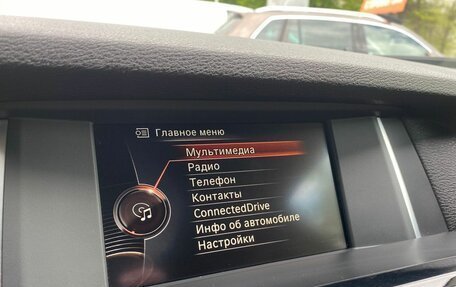 Главное меню
Мультимедиа
Радио
Телефон
Контакты
ConnectedDrive
Инфо об автомобиле
Настройки